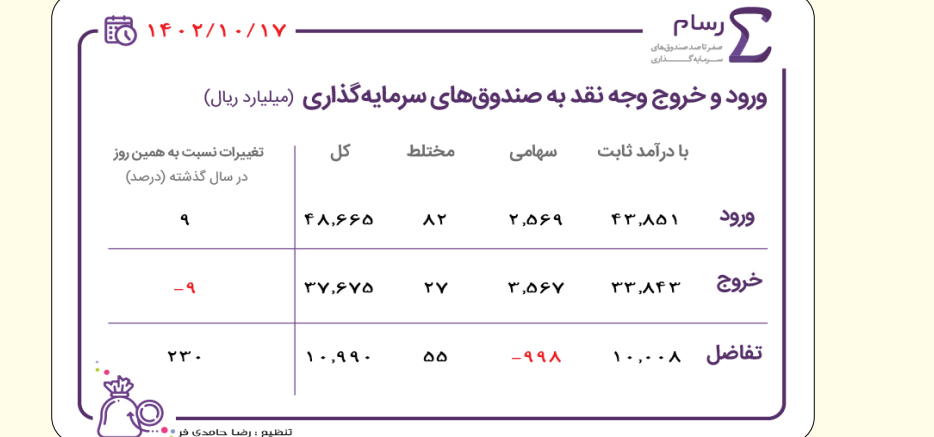 رسام
صفر تا صد صندوق‌های
سرمایه‌گذاری
۱۴۰۲/۱۰/۱۷
ورود و خروج وجه نقد به صندوق‌های سرمایه‌گذاری (میلیارد ریال)
با درآمد ثابت سهامی مختلط کل تغییرات نسبت به همین روز
در سال گذشته (درصد)
ورود ۴۳,۸۵۱ ۲,۵۶۹ ۸۲ ۴۸,۶۶۵ ۹
خروج ۳۳,۸۴۳ ۳,۵۶۷ ۲۷ ۳۷,۶۷۵ -۹
تفاضل ۱۰,۰۰۸ -۹۹۸ ۵۵ ۱۰,۹۹۰ ۲۳۰
تنظیم : رضا حامدی فر